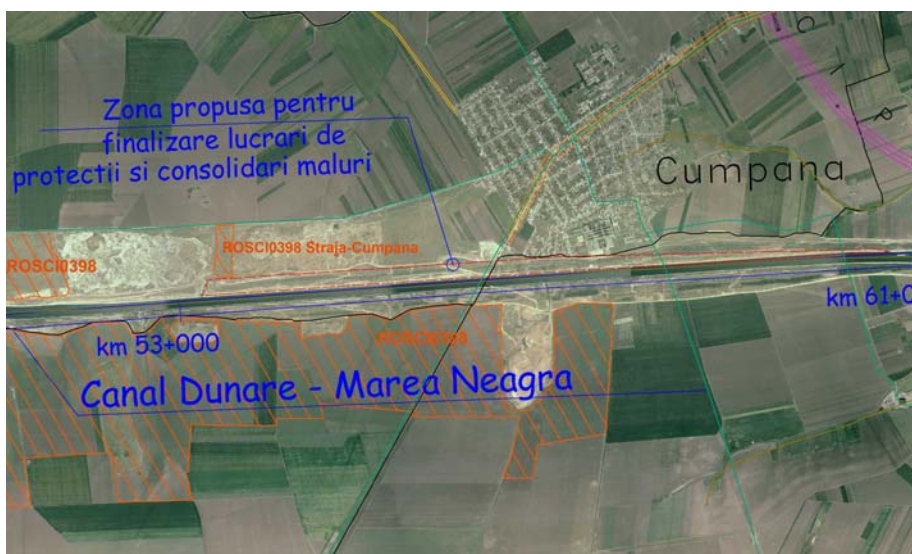 Zona propusa pentru
finalizare lucrari de
protectii si consolidari maluri
Cumpana
ROSCI0398 Straja-Cumpana
ROSCI0398
km 61+0
km 53+000
ROSCI0398
Canal Dunare - Marea Neagra